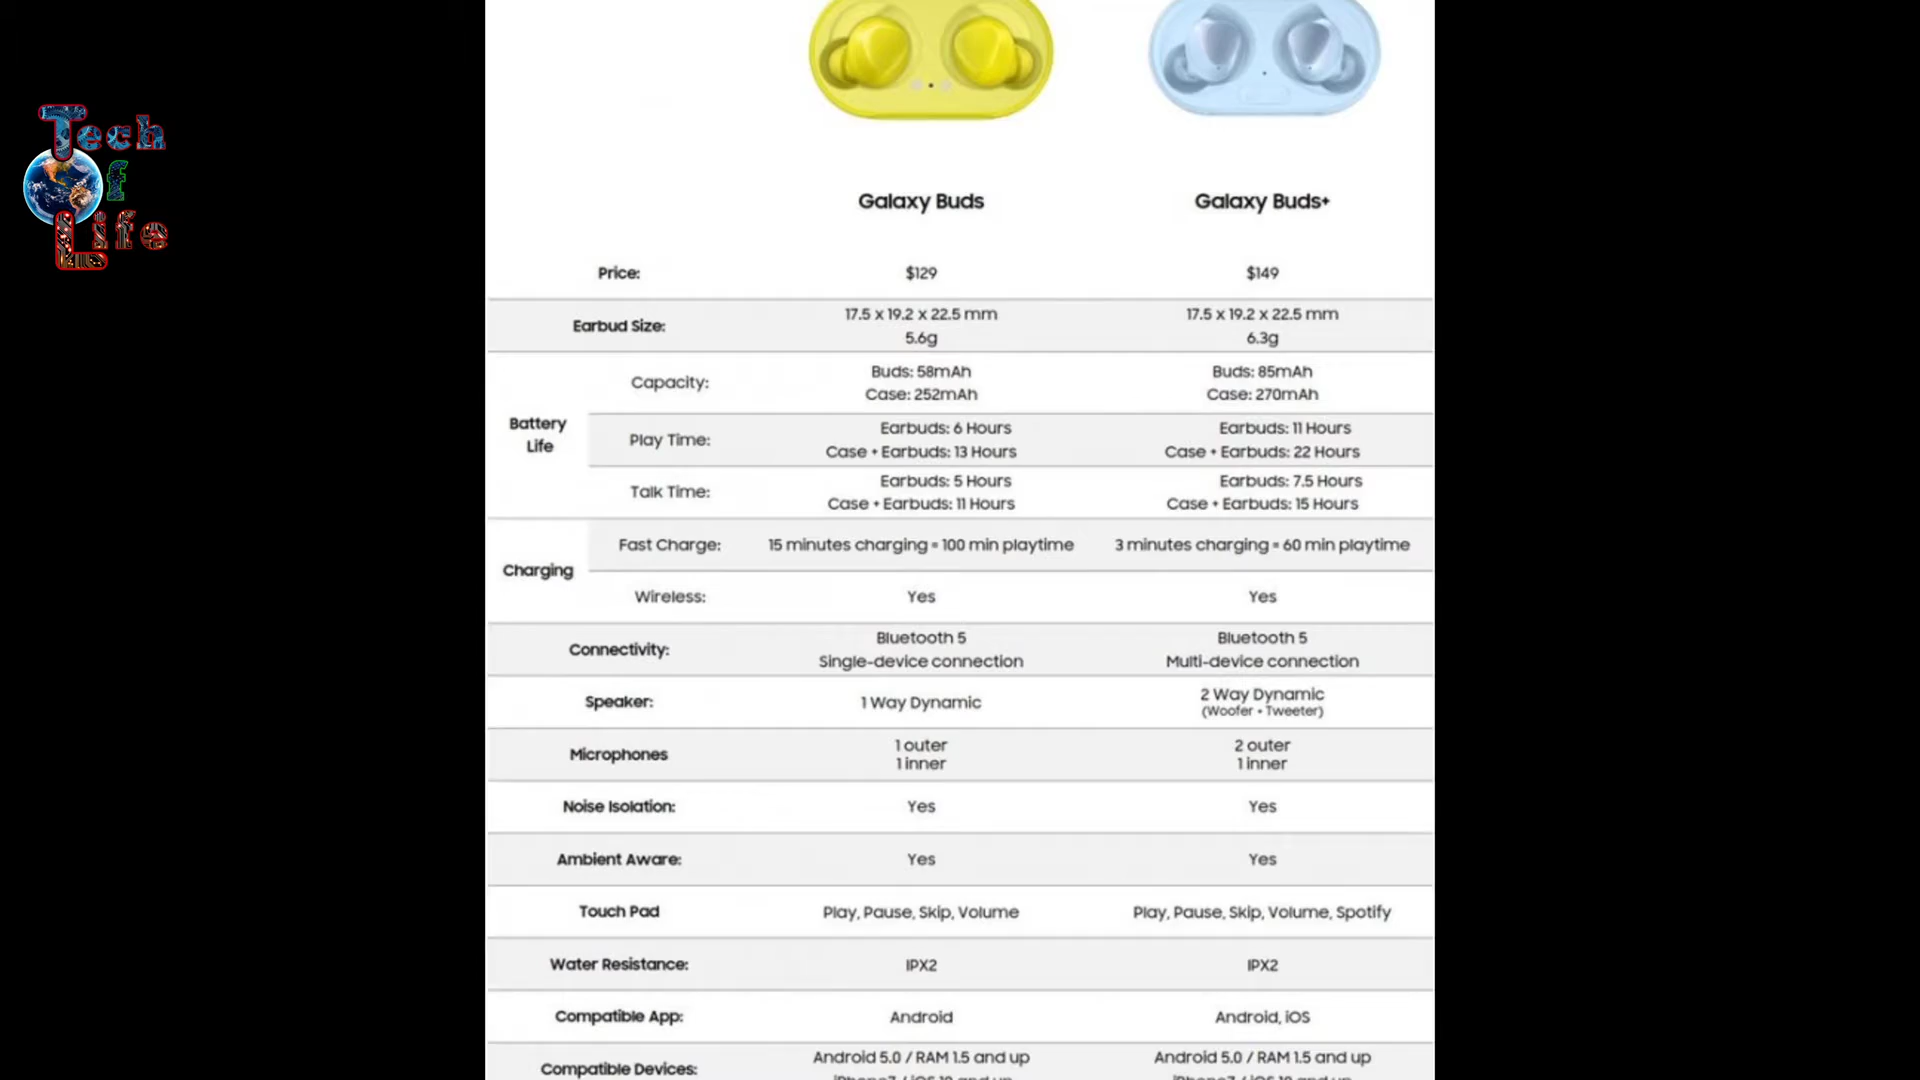 Tech
Of
Life
Galaxy Buds Galaxy Buds+
Price: $129 $149
Earbud Size: 17.5 x 19.2 x 22.5 mm 17.5 x 19.2 x 22.5 mm
5.6g 6.3g
Capacity: Buds: 58mAh Buds: 85mAh
Case: 252mAh Case: 270mAh
Battery Life
Play Time: Earbuds: 6 Hours Earbuds: 11 Hours
Case + Earbuds: 13 Hours Case + Earbuds: 22 Hours
Talk Time: Earbuds: 5 Hours Earbuds: 7.5 Hours
Case + Earbuds: 11 Hours Case + Earbuds: 15 Hours
Charging
Fast Charge: 15 minutes charging = 100 min playtime 3 minutes charging = 60 min playtime
Wireless: Yes Yes
Connectivity: Bluetooth 5 Bluetooth 5
Single-device connection Multi-device connection
Speaker: 1 Way Dynamic 2 Way Dynamic
(Woofer + Tweeter)
Microphones 1 outer 2 outer
1 inner 1 inner
Noise Isolation: Yes Yes
Ambient Aware: Yes Yes
Touch Pad Play, Pause, Skip, Volume Play, Pause, Skip, Volume, Spotify
Water Resistance: IPX2 IPX2
Compatible App: Android Android, iOS
Compatible Devices: Android 5.0 / RAM 1.5 and up Android 5.0 / RAM 1.5 and up